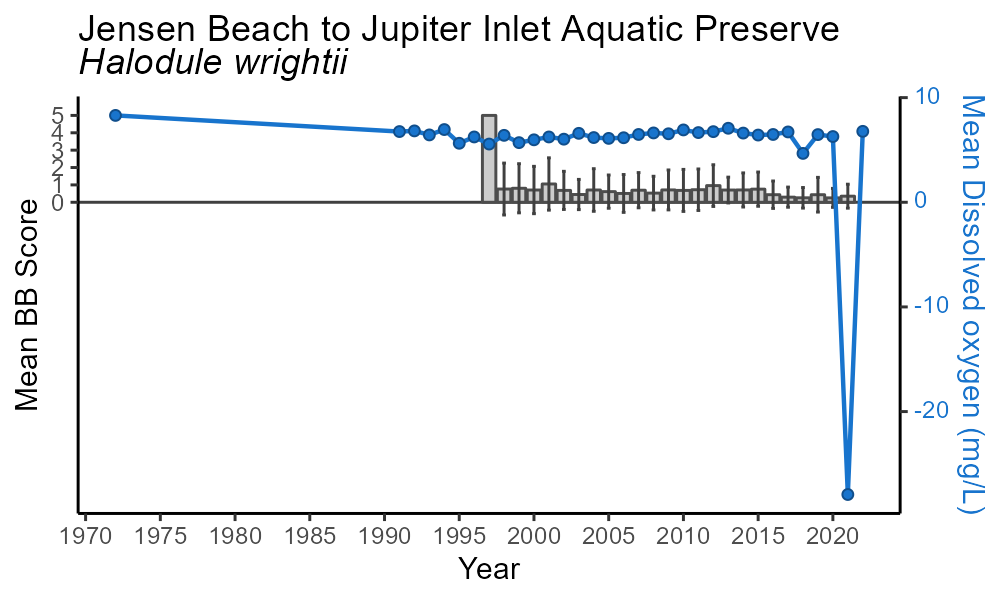 Jensen Beach to Jupiter Inlet Aquatic Preserve
Halodule wrightii
Mean BB Score
5
4
3
2
1
0
10
0
-10
-20
Mean Dissolved oxygen (mg/L)
1970 1975 1980 1985 1990 1995 2000 2005 2010 2015 2020
Year